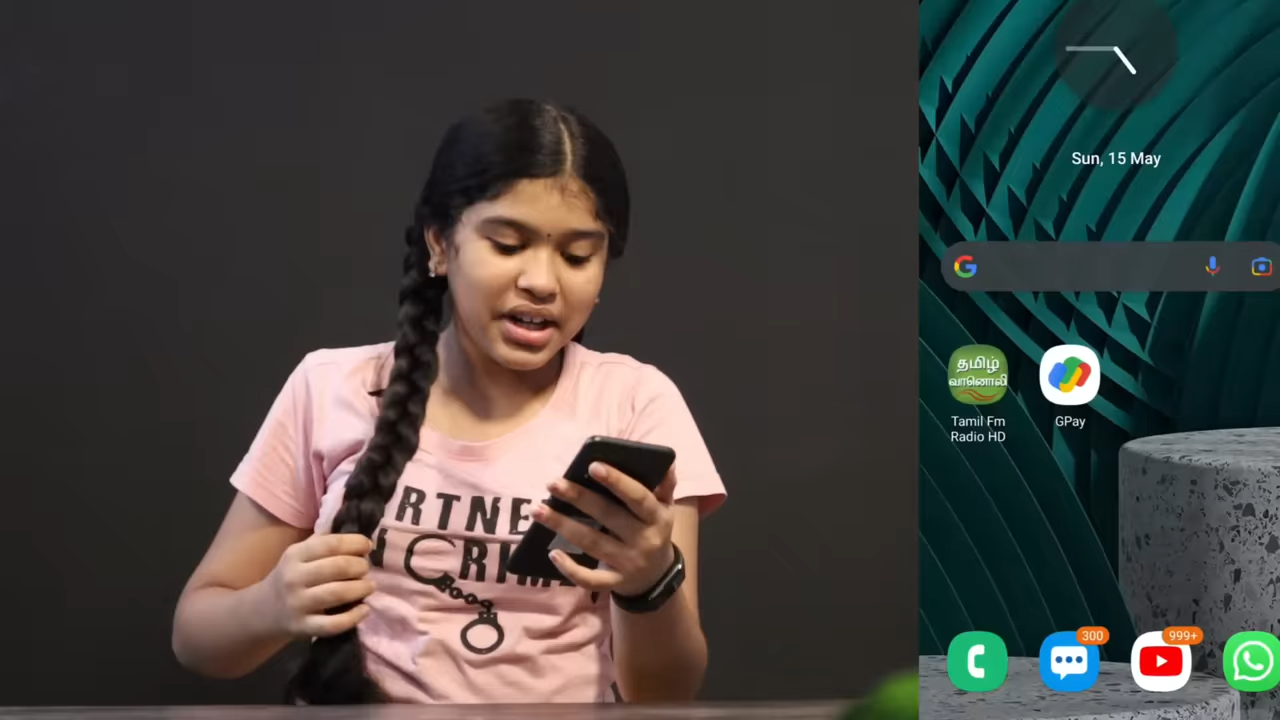 RTNE
CRIM
Sun, 15 May
தமிழ்
வானொலி
Tamil Fm
Radio HD
GPay
300
999+